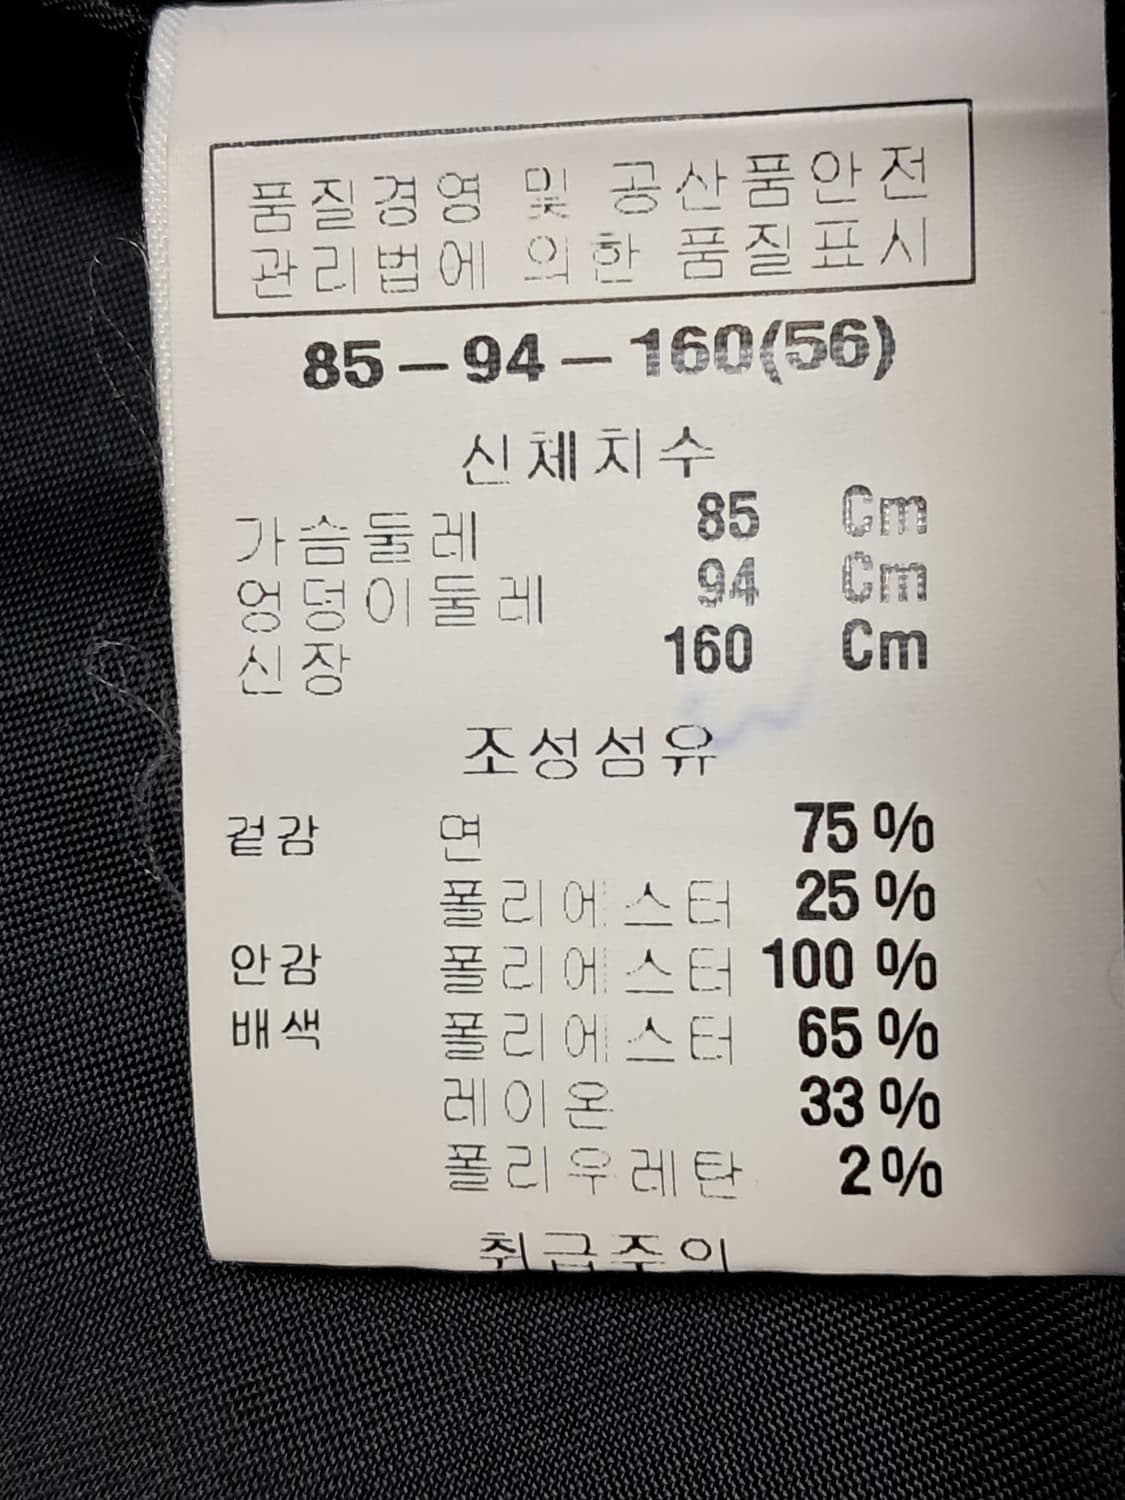 품질경영 및 공산품안전
관리법에 의한 품질표시
85-94-160(56)
신체치수
가슴둘레 85 Cm
엉덩이둘레 94 Cm
신장 160 Cm
조성섬유
겉감 면 75%
폴리에스터 25%
안감 폴리에스터 100%
배색 폴리에스터 65%
레이온 33%
폴리우레탄 2%
취급주의